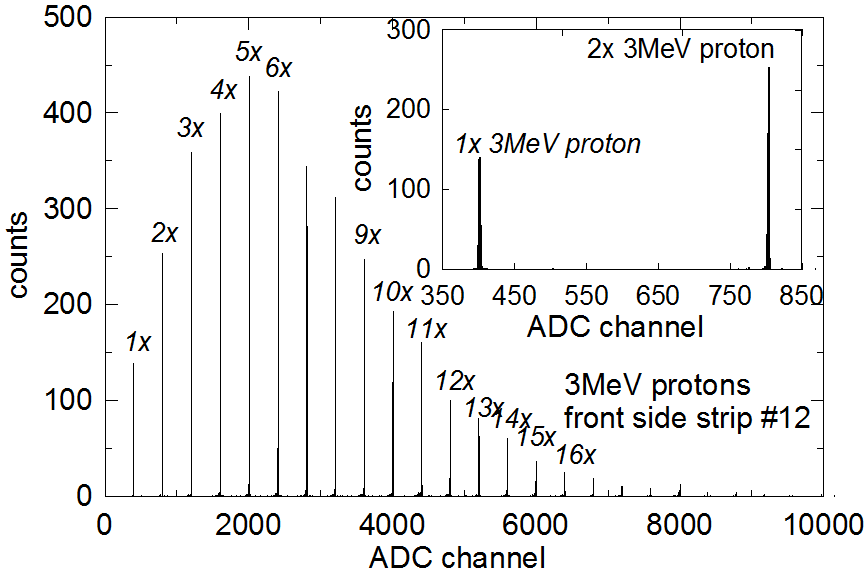 500
400
300
200
100
0
counts
1x
2x
3x
4x
5x
6x
9x
10x
11x
12x
13x
14x
15x
16x
0
2000
4000
6000
8000
10000
ADC channel
3MeV protons
front side strip #12
300
200
100
0
counts
1x 3MeV proton
2x 3MeV proton
350
450
550
650
750
850
ADC channel